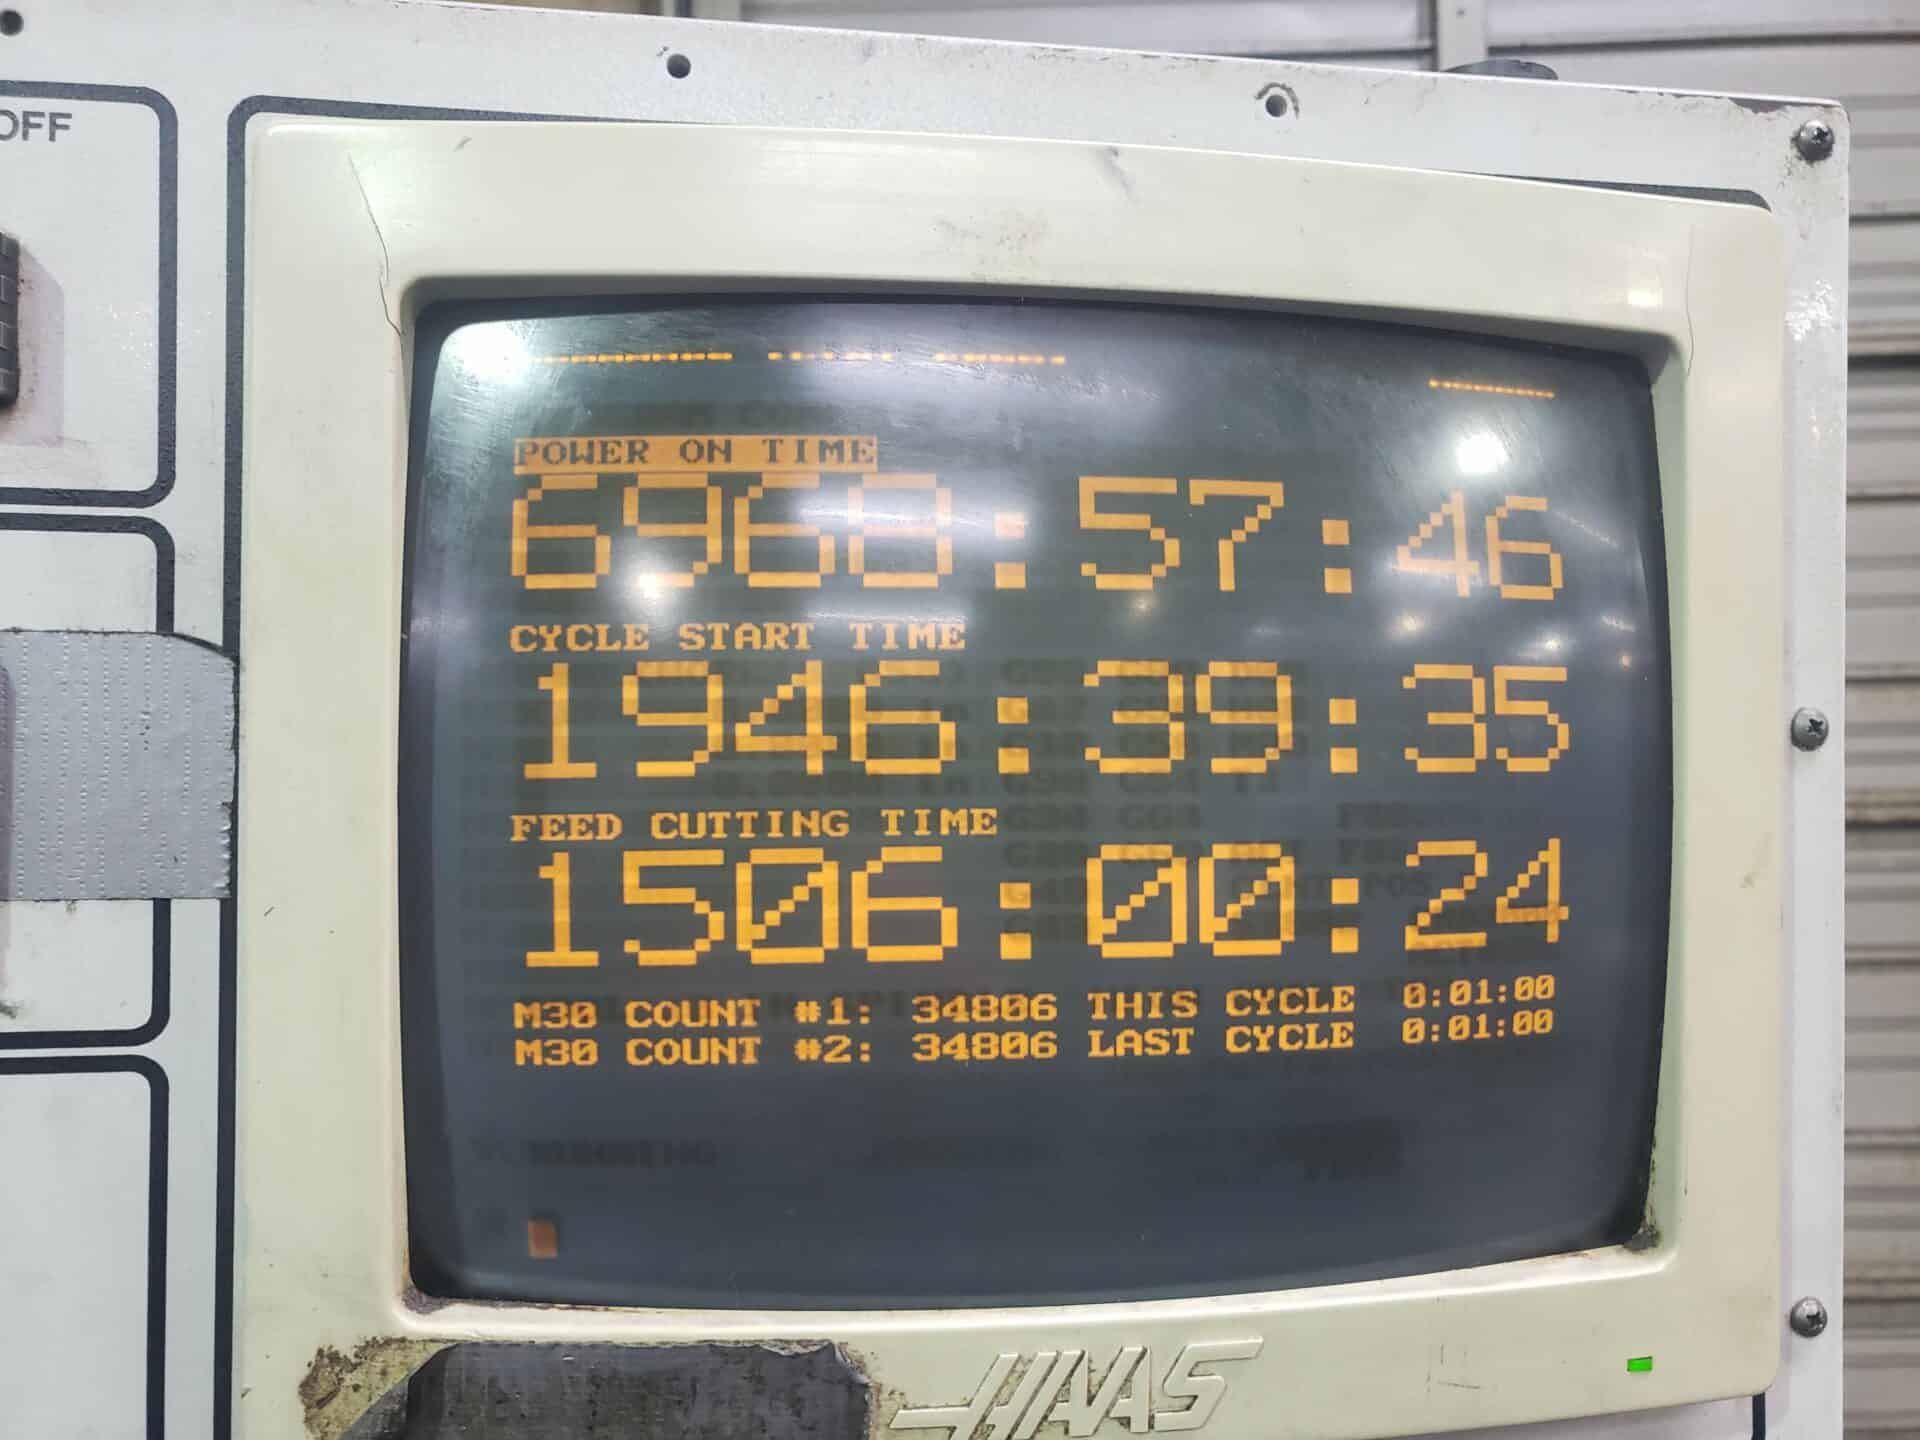 OFF
POWER ON TIME
6968:57:46
CYCLE START TIME
1946:39:35
FEED CUTTING TIME
1506:00:24
M30 COUNT #1: 34806 THIS CYCLE 0:01:00
M30 COUNT #2: 34806 LAST CYCLE 0:01:00
HAAS